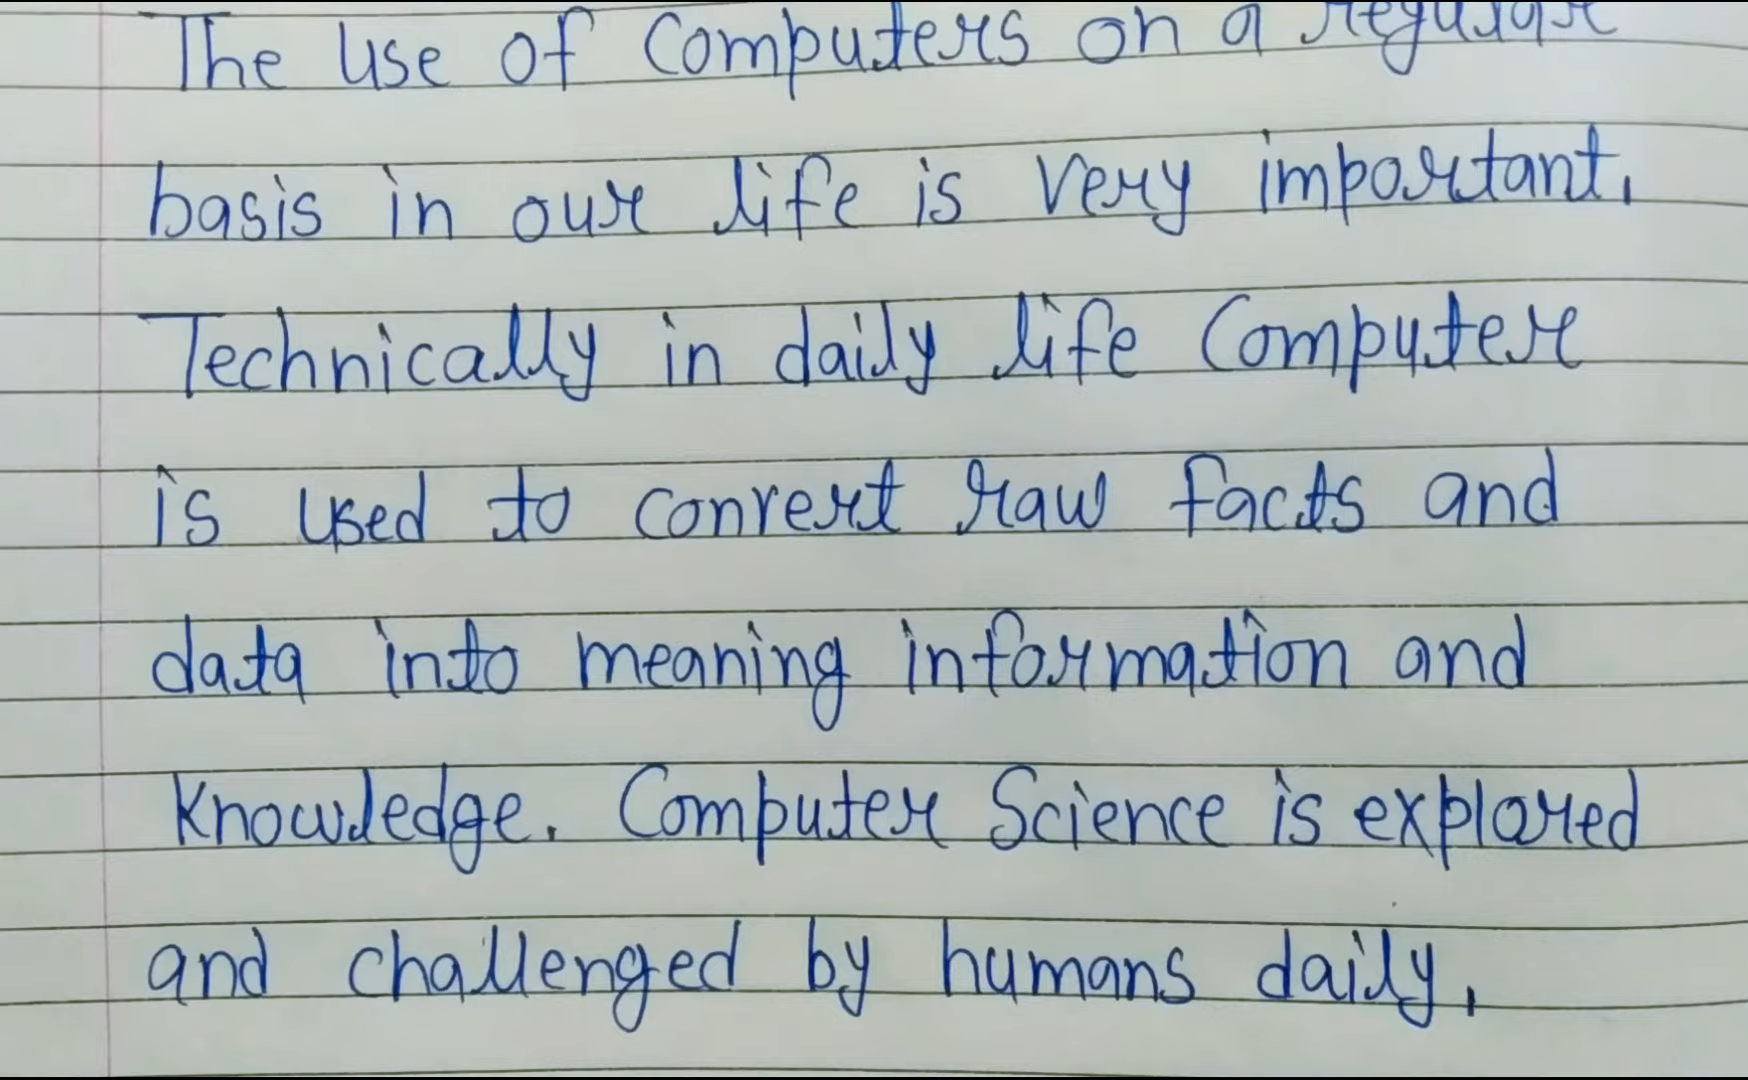 The use of Computers on a regular
basis in our life is very important.
Technically in daily life Computer
is used to convert raw facts and
data into meaning information and
Knowledge. Computer Science is explored
and challenged by humans daily,